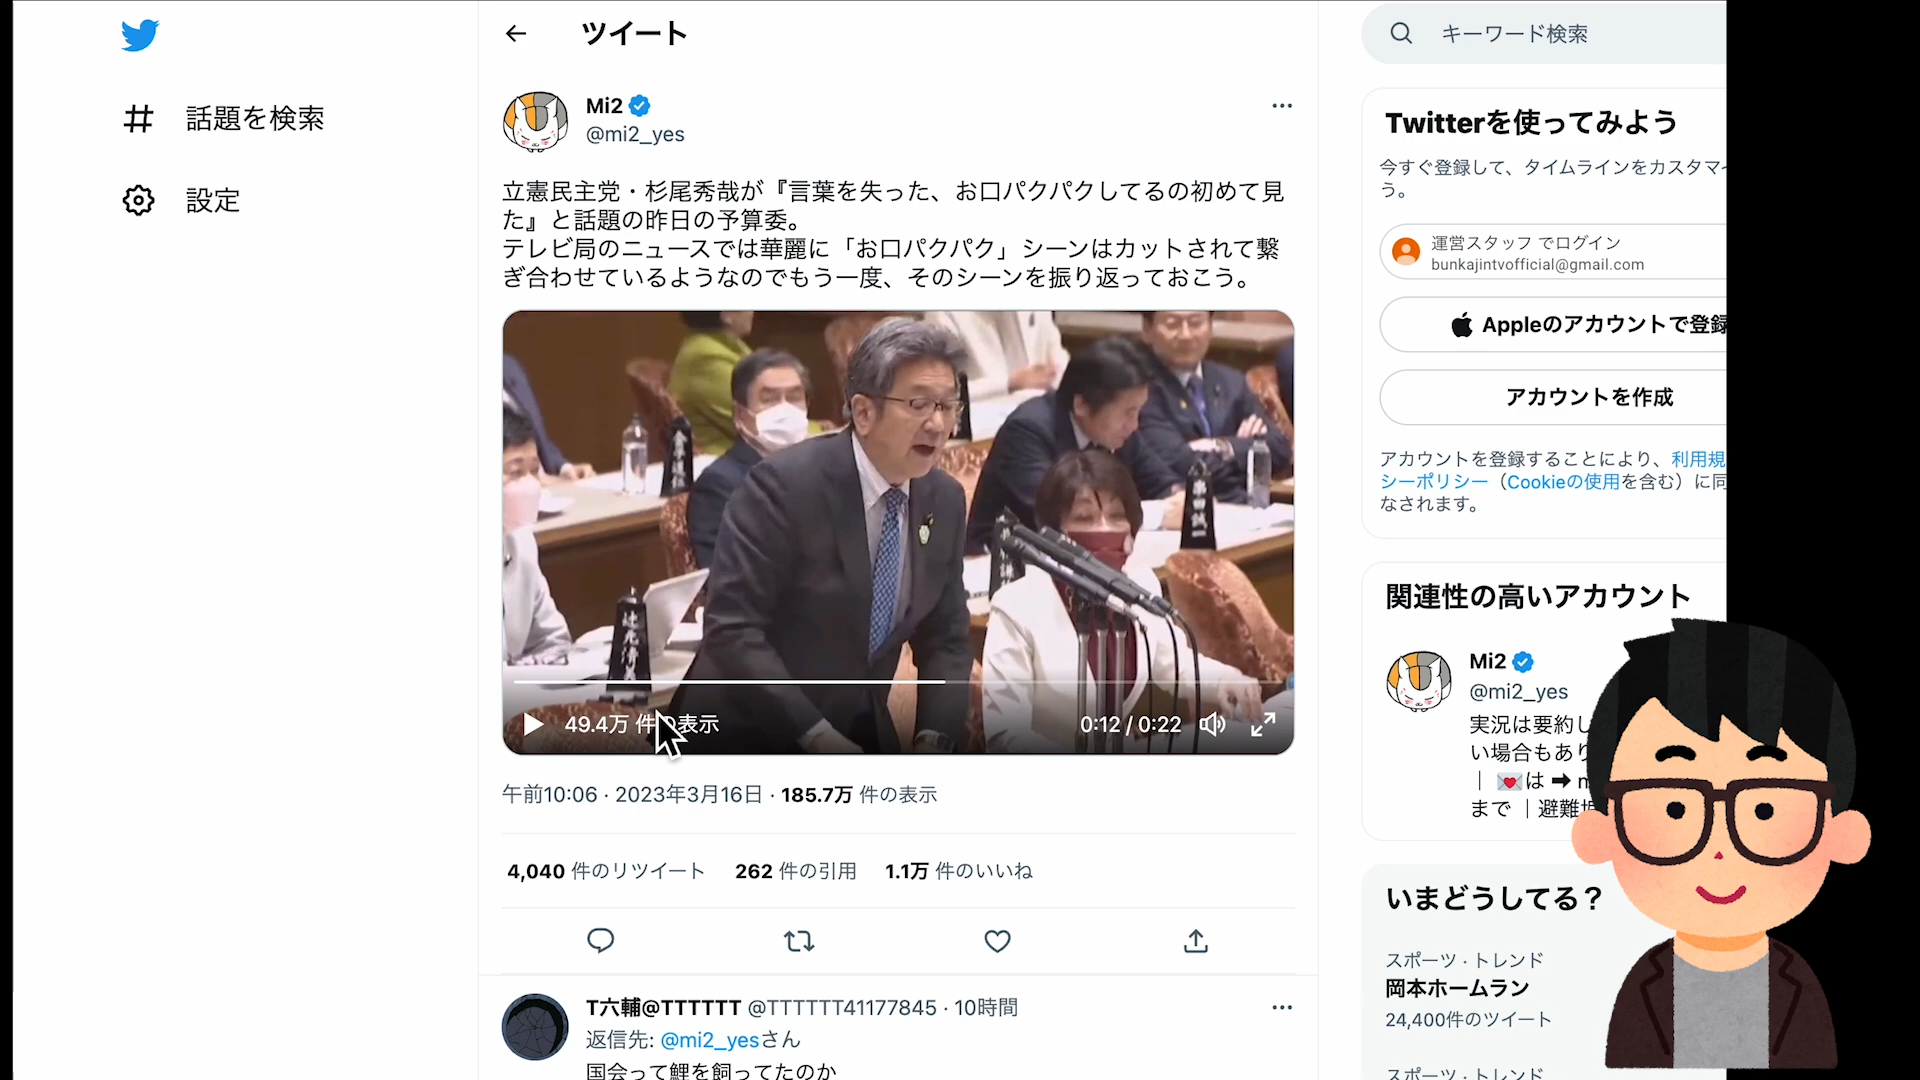 ツイート
キーワード検索
話題を検索
設定
Mi2
@mi2_yes
立憲民主党・杉尾秀哉が『言葉を失った、お口パクパクしてるの初めて見
た』と話題の昨日の予算委。
テレビ局のニュースでは華麗に「お口パクパク」シーンはカットされて繋
ぎ合わせているようなのでもう一度、そのシーンを振り返っておこう。
49.4万 件の表示
0:12 / 0:22
午前10:06 · 2023年3月16日 · 185.7万 件の表示
4,040 件のリツイート 262 件の引用 1.1万 件のいいね
T六輔@TTTTTT @TTTTTT41177845 · 10時間
返信先: @mi2_yesさん
国会って鯉を飼ってたのか
Twitterを使ってみよう
今すぐ登録して、タイムラインをカスタマイ
う。
運営スタッフ でログイン
bunkajintvofficial@gmail.com
Appleのアカウントで登録
アカウントを作成
アカウントを登録することにより、利用規
シーポリシー（Cookieの使用を含む）に同
なされます。
関連性の高いアカウント
Mi2
@mi2_yes
実況は要約し
い場合もあり
｜ 💌は ➡
まで ｜避難
いまどうしてる？
スポーツ · トレンド
岡本ホームラン
24,400件のツイート
スポーツ · トレンド